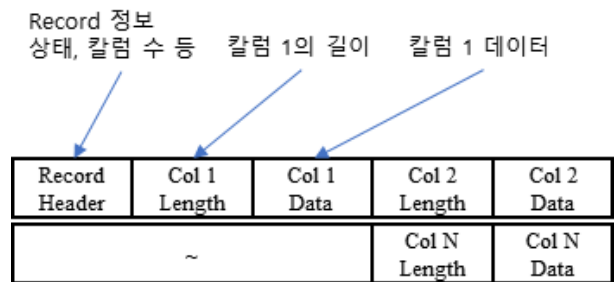 Record 정보
상태, 칼럼 수 등
칼럼 1의 길이
칼럼 1 데이터
Record Header
Col 1 Length
Col 1 Data
Col 2 Length
Col 2 Data
~
Col N Length
Col N Data